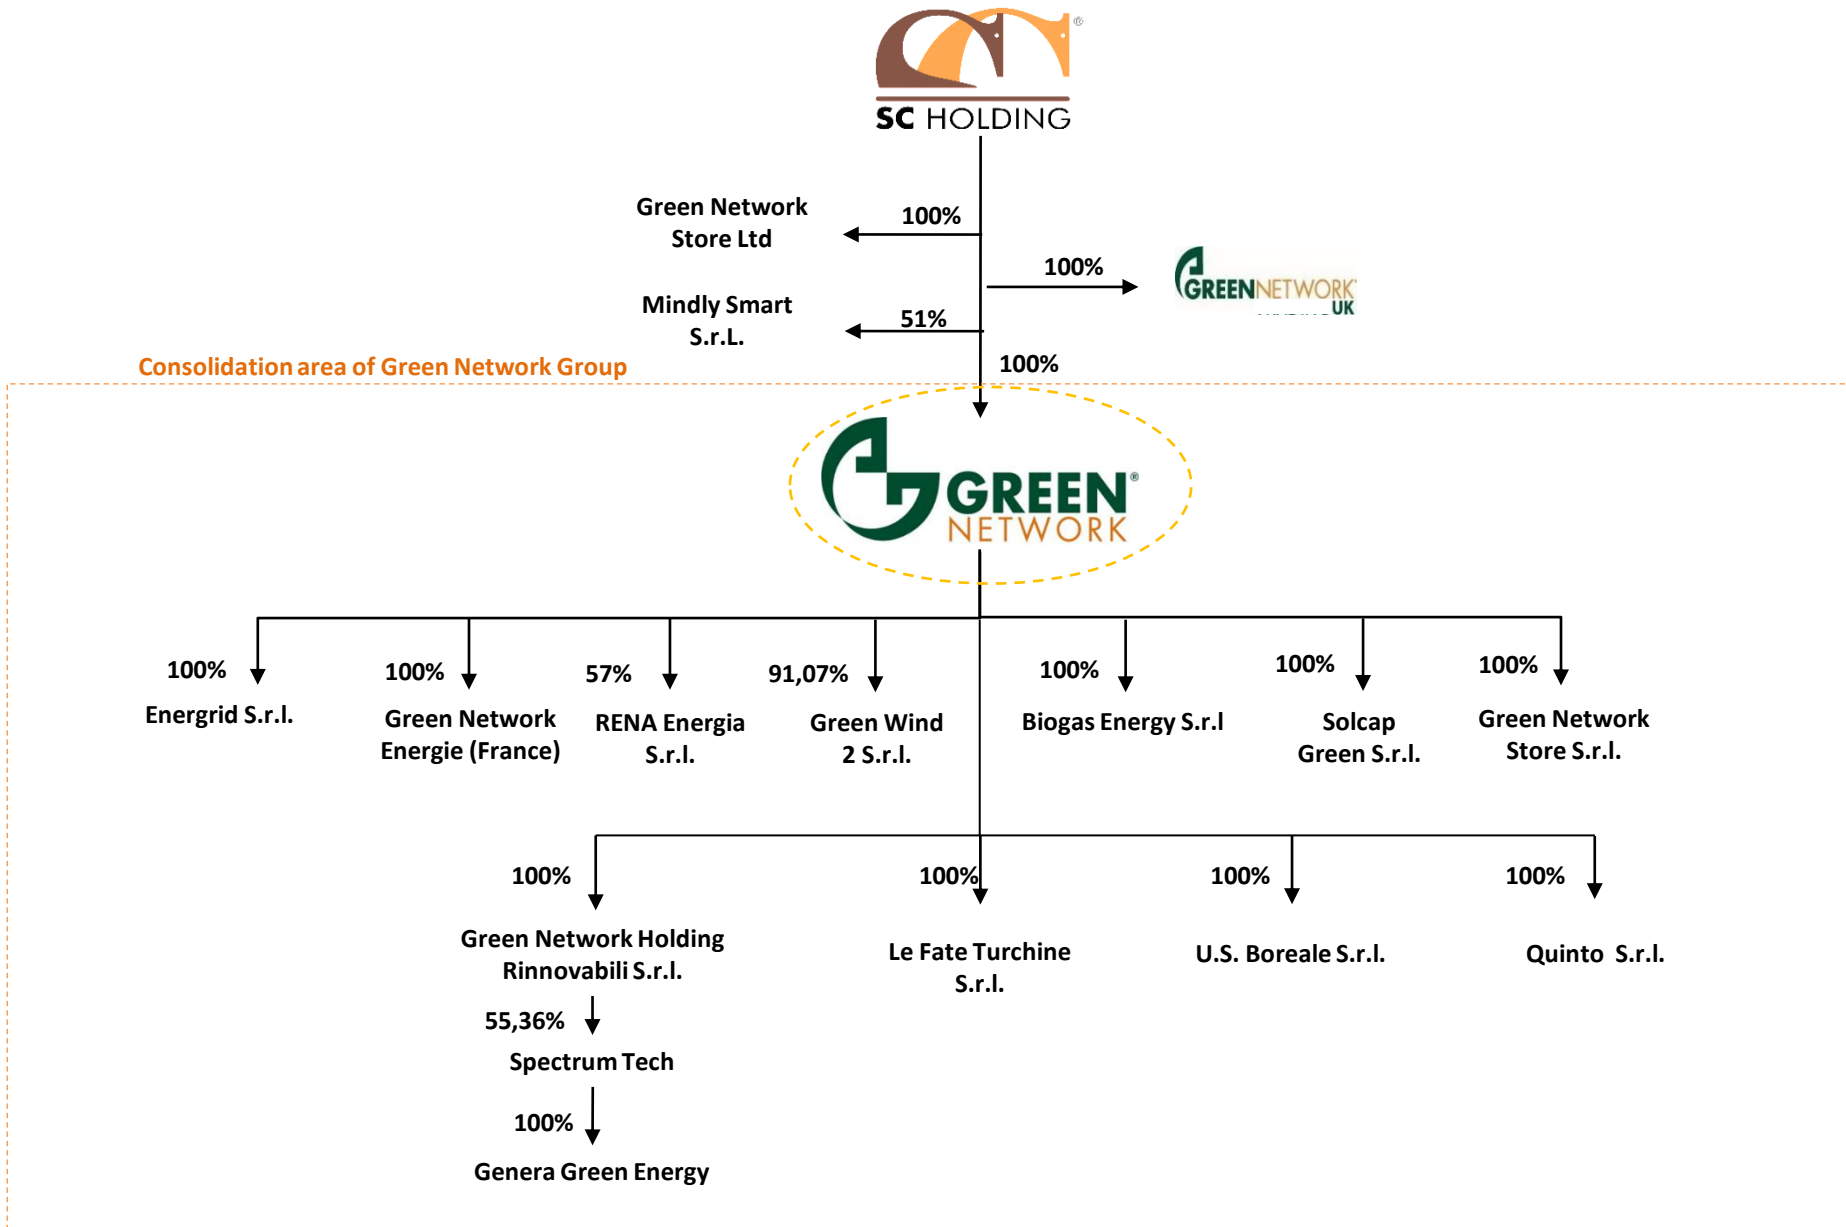 ®
SC HOLDING
Green Network
Store Ltd
100%
100%
GREENNETWORK
UK
Mindly Smart
S.r.L.
51%
Consolidation area of Green Network Group
100%
GREEN®
NETWORK
100%
100%
57%
91,07%
100%
100%
100%
Energrid S.r.l.
Green Network
Energie (France)
RENA Energia
S.r.l.
Green Wind
2 S.r.l.
Biogas Energy S.r.l
Solcap
Green S.r.l.
Green Network
Store S.r.l.
100%
100%
100%
100%
Green Network Holding
Rinnovabili S.r.l.
Le Fate Turchine
S.r.l.
U.S. Boreale S.r.l.
Quinto S.r.l.
55,36%
Spectrum Tech
100%
Genera Green Energy